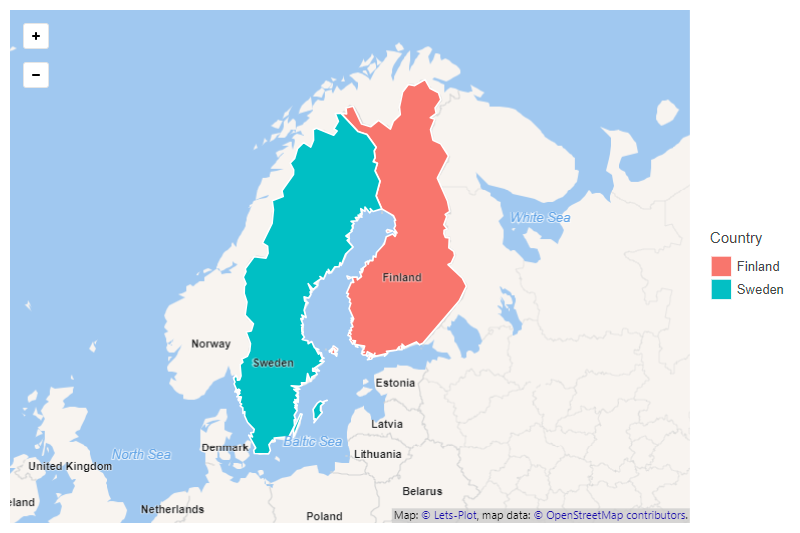 +
−
White Sea
Country
Finland
Sweden
Finland
Norway
Sweden
Estonia
Latvia
Baltic Sea
Denmark
North Sea
Lithuania
United Kingdom
Belarus
eland
Netherlands
Poland
Map: © Lets-Plot, map data: © OpenStreetMap contributors.